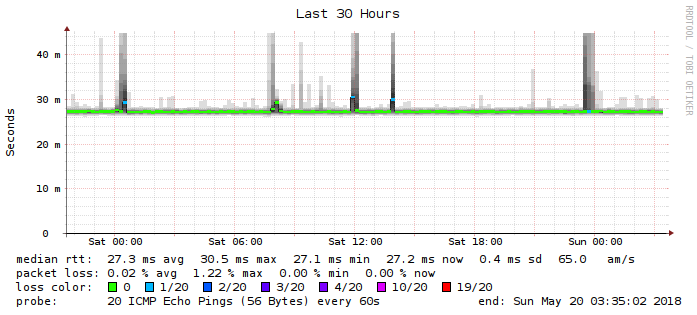 Last 30 Hours
RRDTOOL / TOBI OETIKER
Seconds
40 m
30 m
20 m
10 m
0
Sat 00:00 Sat 06:00 Sat 12:00 Sat 18:00 Sun 00:00
median rtt: 27.3 ms avg 30.5 ms max 27.1 ms min 27.2 ms now 0.4 ms sd 65.0 am/s
packet loss: 0.02 % avg 1.22 % max 0.00 % min 0.00 % now
loss color: 0 1/20 2/20 3/20 4/20 10/20 19/20
probe: 20 ICMP Echo Pings (56 Bytes) every 60s end: Sun May 20 03:35:02 2018